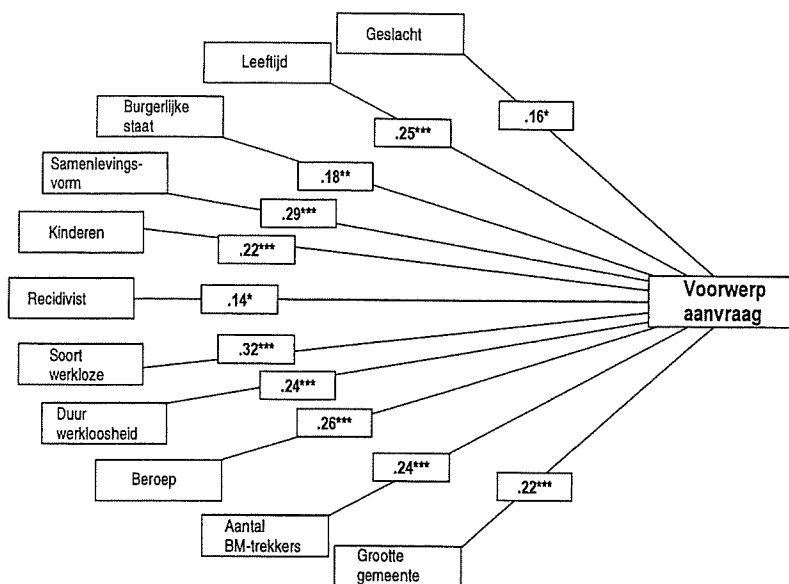 Geslacht
.16*
Leeftijd
.25***
Burgerlijke
staat
.18**
Samenlevings-
vorm
.29***
Kinderen
.22***
Recidivist
.14*
Voorwerp
aanvraag
Soort
werkloze
.32***
Duur
werkloosheid
.24***
Beroep
.26***
Aantal
BM-trekkers
.24***
Grootte
gemeente
.22***